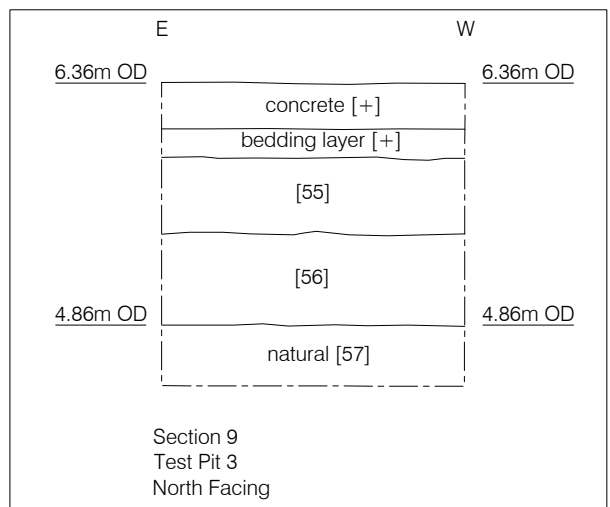 E W
6.36m OD 6.36m OD
concrete [+]
bedding layer [+]
[55]
[56]
4.86m OD 4.86m OD
natural [57]
Section 9
Test Pit 3
North Facing